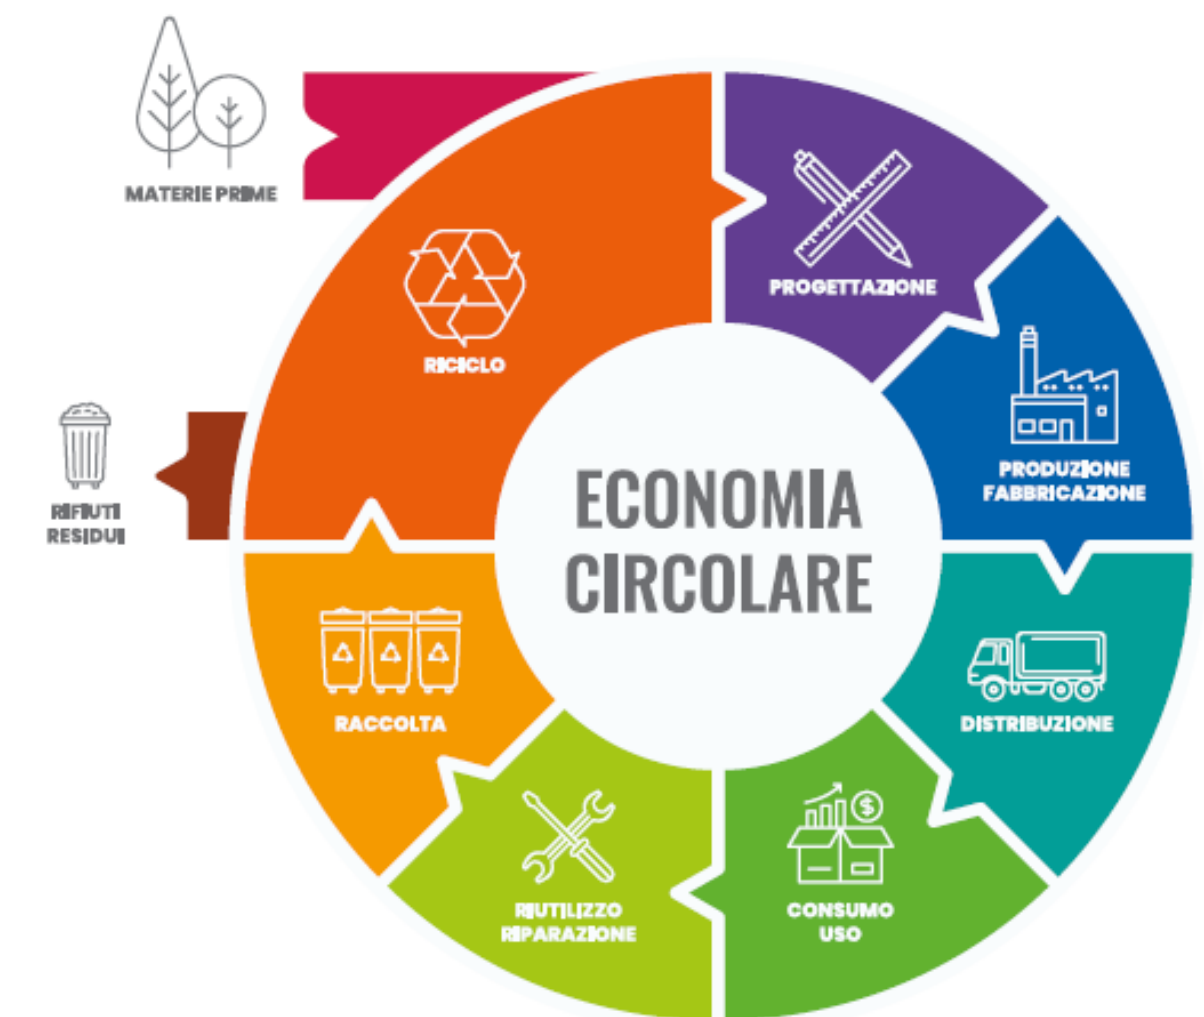 MATERIE PRIME
PROGETTAZIONE
RICICLO
PRODUZIONE
FABBRICAZIONE
ECONOMIA
CIRCOLARE
RIFIUTI
RESIDUI
RACCOLTA
DISTRIBUZIONE
$
RIUTILIZZO
RIPARAZIONE
CONSUMO
USO